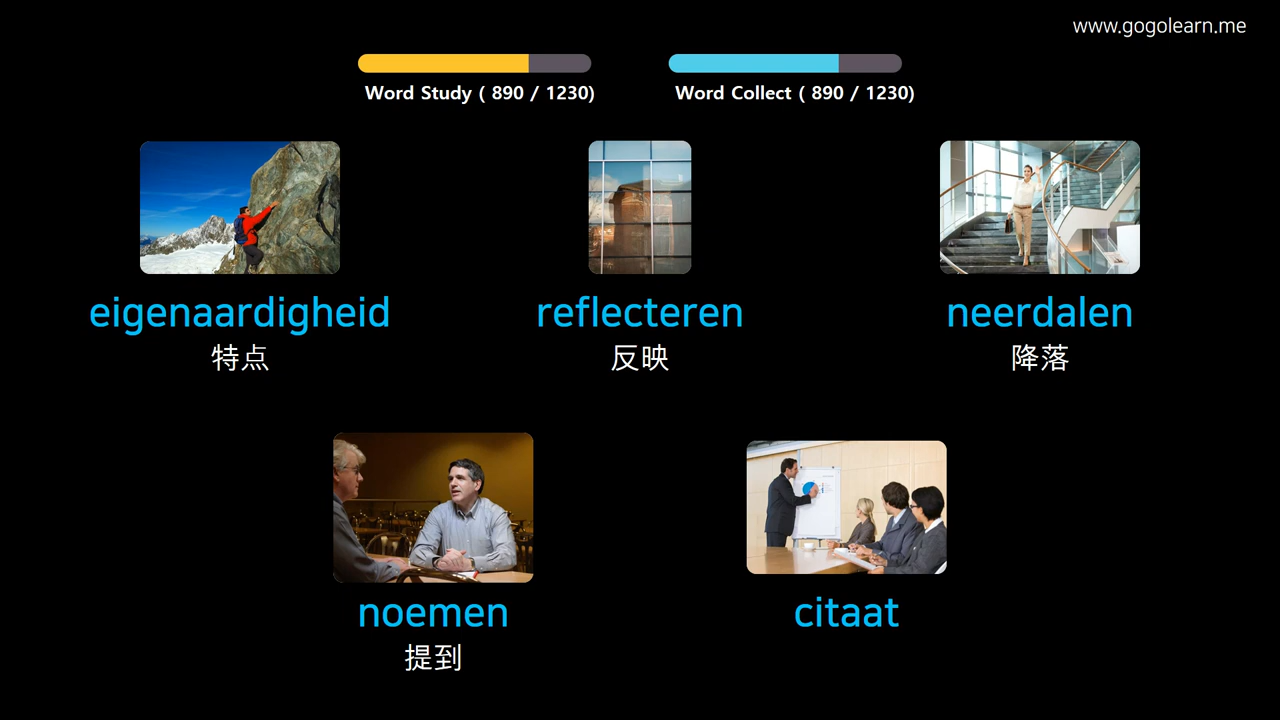 www.gogolearn.me
Word Study ( 890 / 1230)
Word Collect ( 890 / 1230)
eigenaardigheid
特点
reflecteren
反映
neerdalen
降落
noemen
提到
citaat